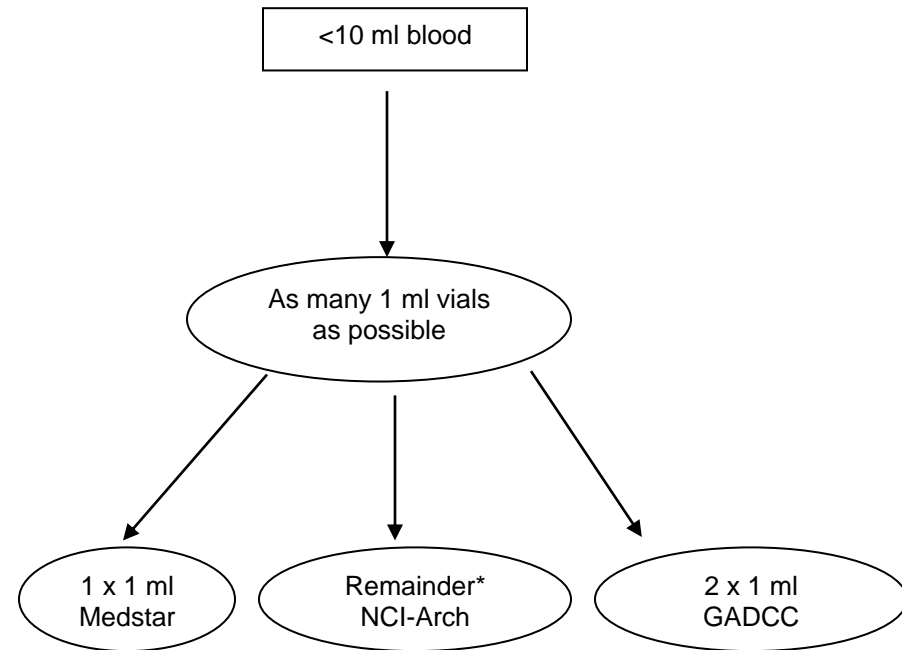 <10 ml blood
As many 1 ml vials
as possible
1 x 1 ml
Medstar
Remainder*
NCI-Arch
2 x 1 ml
GADCC